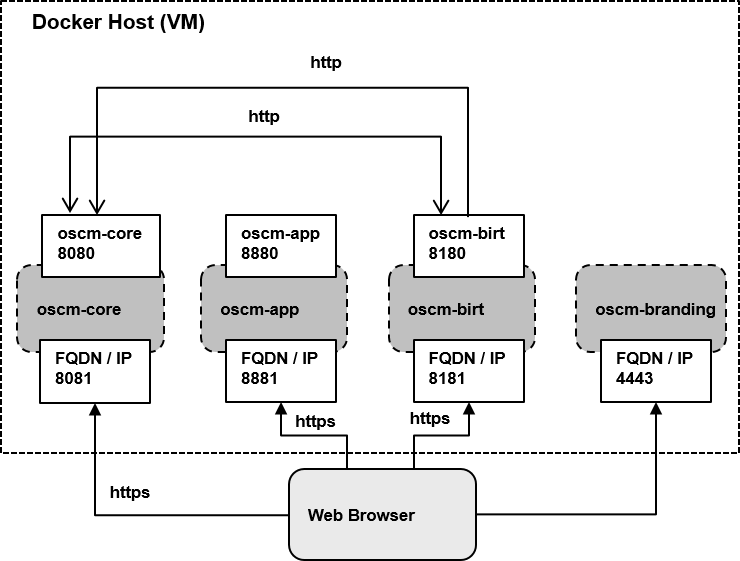 Docker Host (VM)
http
http
oscm-core
8080
oscm-app
8880
oscm-birt
8180
oscm-core
oscm-app
oscm-birt
oscm-branding
FQDN / IP
8081
FQDN / IP
8881
FQDN / IP
8181
FQDN / IP
4443
https
https
https
Web Browser